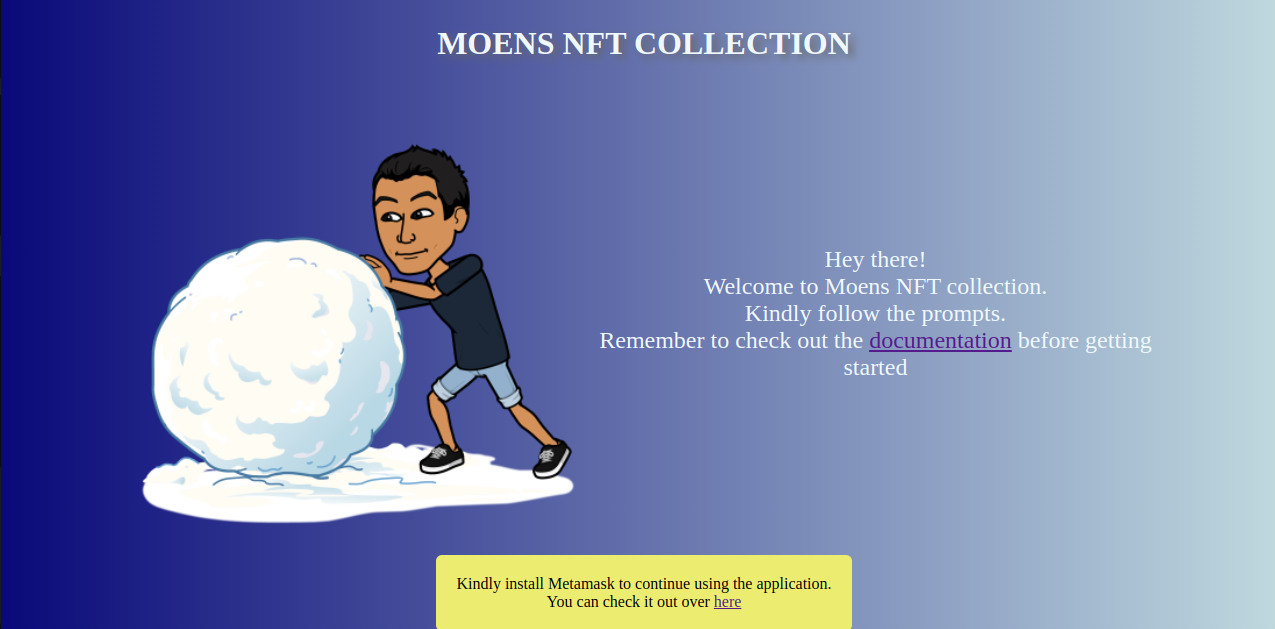 MOENS NFT COLLECTION
Hey there!
Welcome to Moens NFT collection.
Kindly follow the prompts.
Remember to check out the documentation before getting
started
Kindly install Metamask to continue using the application.
You can check it out over here